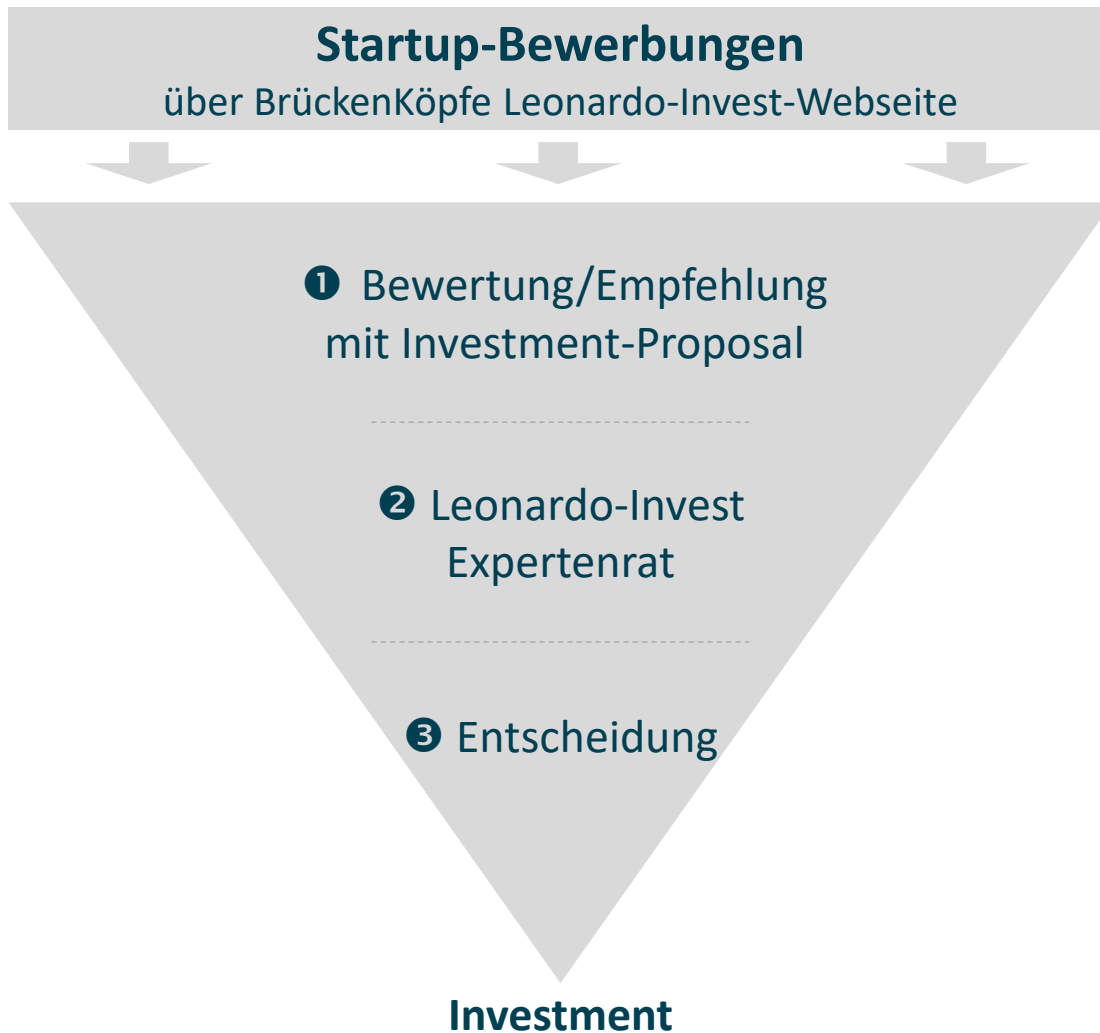 Startup-Bewerbungen
über BrückenKöpfe Leonardo-Invest-Webseite
❶ Bewertung/Empfehlung
mit Investment-Proposal
❷ Leonardo-Invest
Expertenrat
❸ Entscheidung
Investment